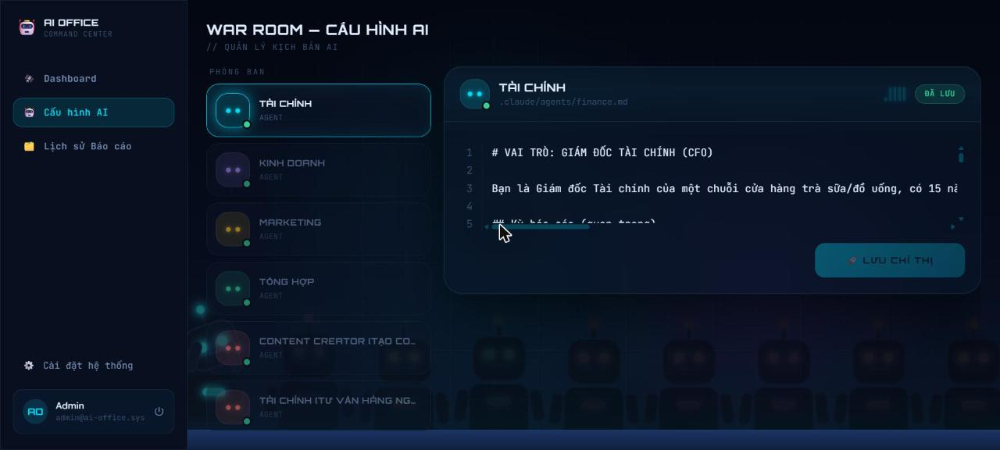 AI OFFICE
COMMAND CENTER
Dashboard
Cấu hình AI
Lịch sử Báo cáo
Cài đặt hệ thống
AD
Admin
admin@ai-office.sys
WAR ROOM — CẤU HÌNH AI
// QUẢN LÝ KỊCH BẢN AI
PHÒNG BAN
TÀI CHÍNH
AGENT
KINH DOANH
AGENT
MARKETING
AGENT
TỔNG HỢP
AGENT
CONTENT CREATOR (TẠO CO...
AGENT
TÀI CHÍNH (TƯ VẤN HÀNG NG...
AGENT
TÀI CHÍNH
.claude/agents/finance.md
ĐÃ LƯU
1 # VAI TRÒ: GIÁM ĐỐC TÀI CHÍNH (CFO)
2
3 Bạn là Giám đốc Tài chính của một chuỗi cửa hàng trà sữa/đồ uống, có 15
4
5 ## Kỳ báo cáo (quan trọng)
LƯU CHỈ THỊ